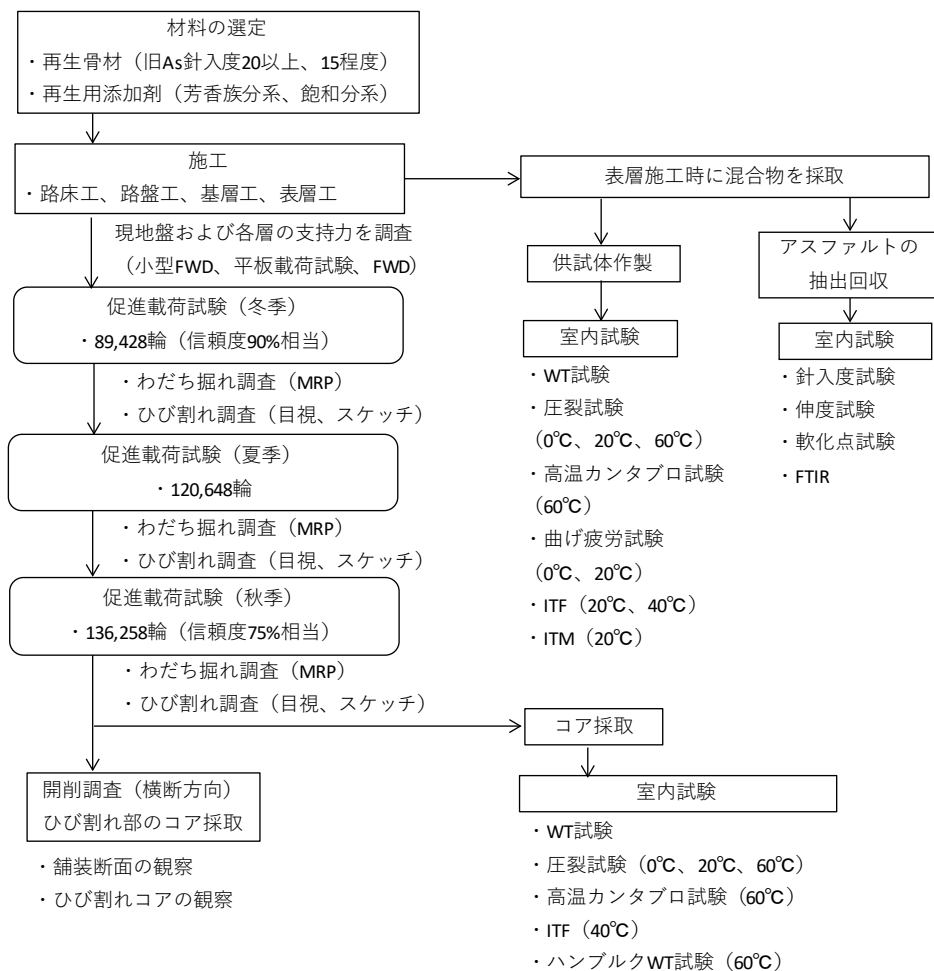 材料の選定
・再生骨材（旧As針入度20以上、15程度）
・再生用添加剤（芳香族分系、飽和分系）
施工
・路床工、路盤工、基層工、表層工
現地盤および各層の支持力を調査
（小型FWD、平板載荷試験、FWD）
促進載荷試験（冬季）
・89,428輪（信頼度90%相当）
・わだち掘れ調査（MRP）
・ひび割れ調査（目視、スケッチ）
促進載荷試験（夏季）
・120,648輪
・わだち掘れ調査（MRP）
・ひび割れ調査（目視、スケッチ）
促進載荷試験（秋季）
・136,258輪（信頼度75%相当）
・わだち掘れ調査（MRP）
・ひび割れ調査（目視、スケッチ）
開削調査（横断方向）
ひび割れ部のコア採取
・舗装断面の観察
・ひび割れコアの観察
表層施工時に混合物を採取
供試体作製
室内試験
・WT試験
・圧裂試験
（0℃、20℃、60℃）
・高温カンタブロ試験
（60℃）
・曲げ疲労試験
（0℃、20℃）
・ITF（20℃、40℃）
・ITM（20℃）
アスファルトの
抽出回収
室内試験
・針入度試験
・伸度試験
・軟化点試験
・FTIR
コア採取
室内試験
・WT試験
・圧裂試験（0℃、20℃、60℃）
・高温カンタブロ試験（60℃）
・ITF（40℃）
・ハンブルクWT試験（60℃）